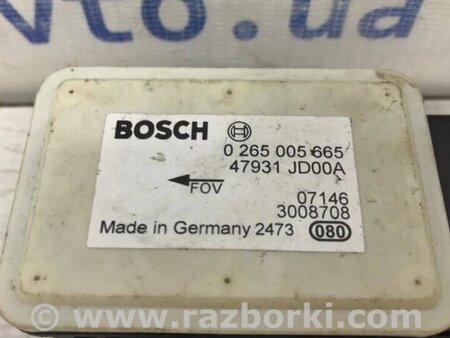 вто.ua
BOSCH
0 265 005 665
47931 JD00A
FOV
07146
3008708
Made in Germany 2473
080
www.razborki.com